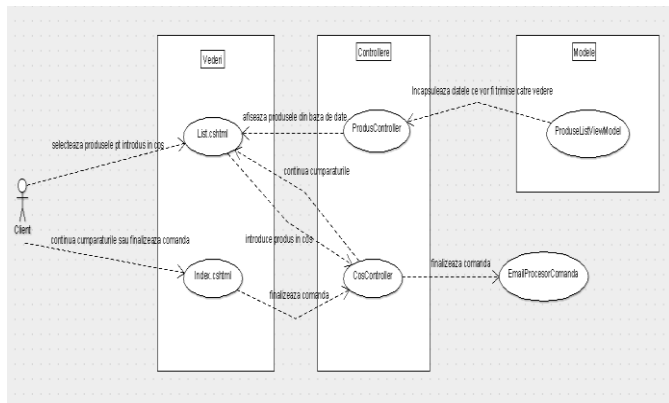 Vederi
Controllere
Modele
Incapsuleaza datele ce vor fi trimise catre vedere
afiseaza produsele din baza de date
List.cshtml
ProdusController
ProduseListViewModel
selecteaza produsele pt introdus in cos
continua cumparaturile
Client
continua cumparaturile sau finalizeaza comanda
introduce produs in cos
finalizeaza comanda
Index.cshtml
CosController
EmailProcesorComanda
finalizeaza comanda